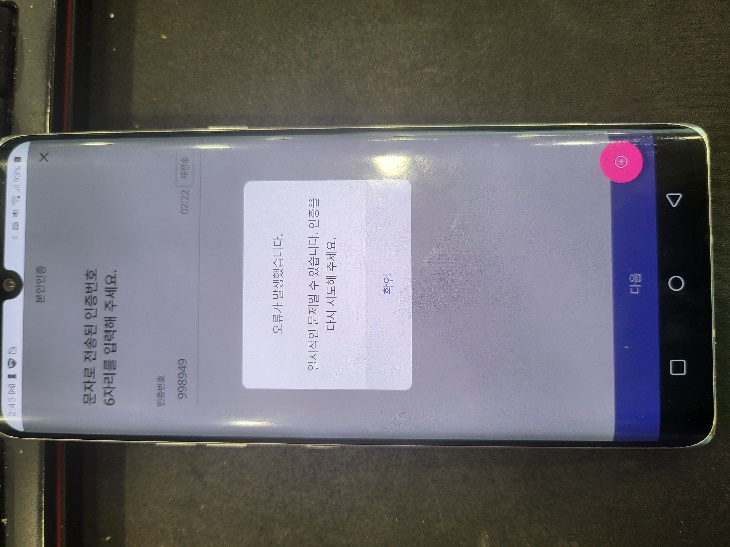 2:45
93%
본인인증
문자로 전송된 인증번호
6자리를 입력해 주세요.
인증번호
998949
02:22
재전송
오류가 발생했습니다.
일시적인 문제일 수 있습니다. 인증을
다시 시도해 주세요.
확인
다음